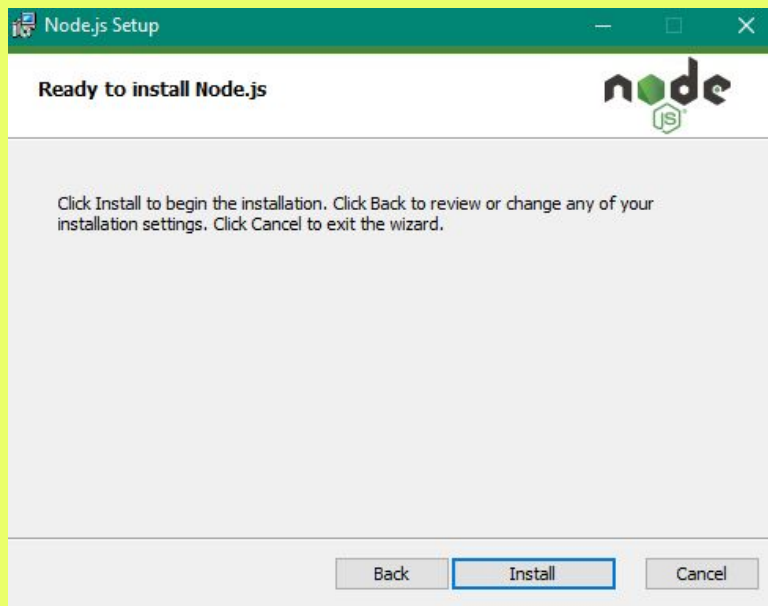 Node.js Setup
Ready to install Node.js
node
JS
Click Install to begin the installation. Click Back to review or change any of your
installation settings. Click Cancel to exit the wizard.
Back Install Cancel